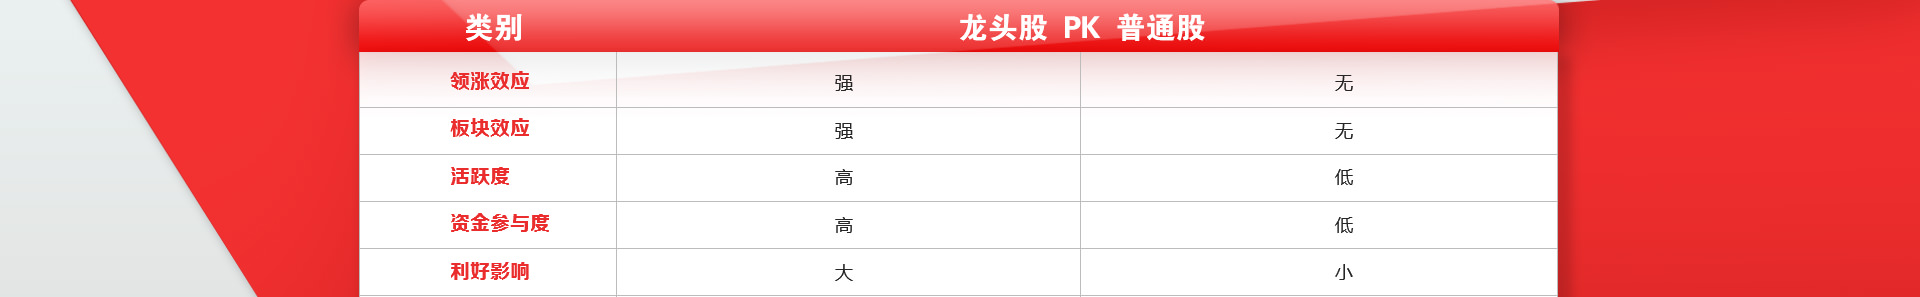 类别 龙头股 PK 普通股
领涨效应 强 无
板块效应 强 无
活跃度 高 低
资金参与度 高 低
利好影响 大 小